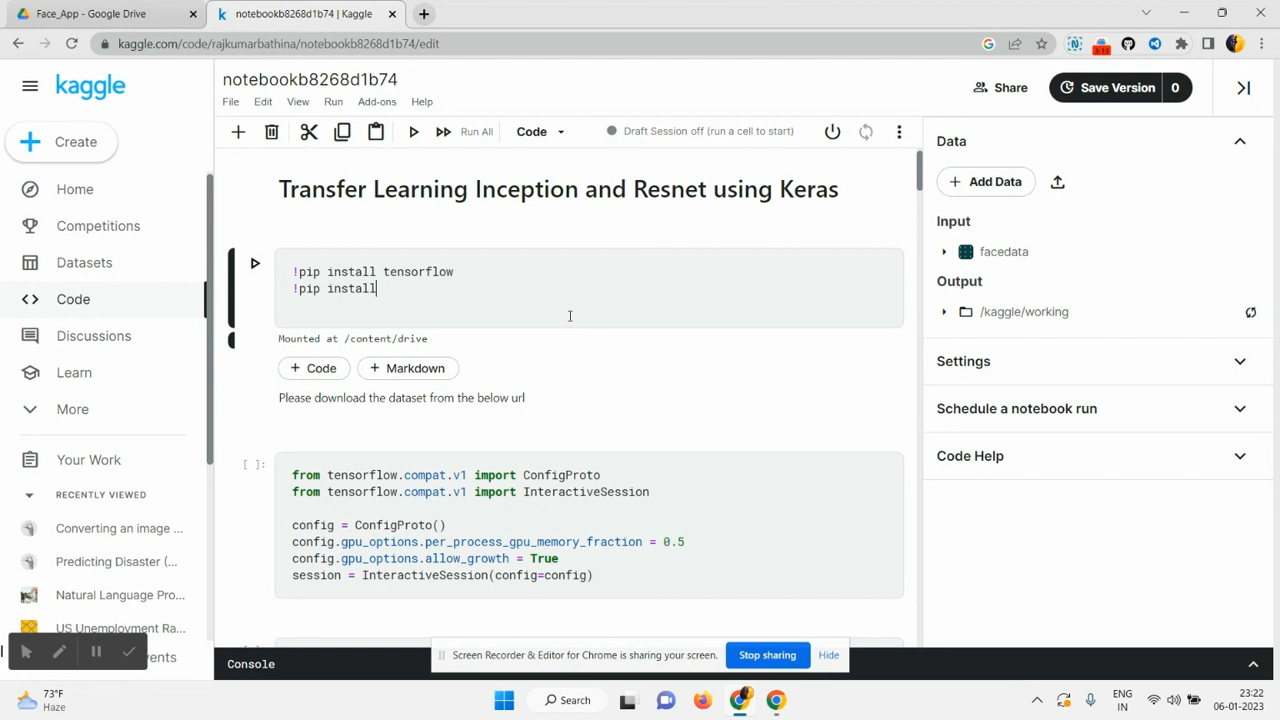 Face_App - Google Drive
notebookb8268d1b74 | Kaggle
kaggle.com/code/rajkumarbathira/notebookb8268d1b74/edit
kaggle
Create
Home
Competitions
Datasets
Code
Discussions
Learn
More
Your Work
RECENTLY VIEWED
Converting an image ...
Predicting Disaster (...
Natural Language Pro...
US Unemployment Ra...
notebookb8268d1b74
File Edit View Run Add-ons Help
Share
Save Version 0
Run All
Code
Draft Session off (run a cell to start)
Transfer Learning Inception and Resnet using Keras
!pip install tensorflow
!pip install
Mounted at /content/drive
+ Code + Markdown
Please download the dataset from the below url
[ ]:
from tensorflow.compat.v1 import ConfigProto
from tensorflow.compat.v1 import InteractiveSession
config = ConfigProto()
config.gpu_options.per_process_gpu_memory_fraction = 0.5
config.gpu_options.allow_growth = True
session = InteractiveSession(config=config)
Data
+ Add Data
Input
facedata
Output
/kaggle/working
Settings
Schedule a notebook run
Code Help
Screen Recorder & Editor for Chrome is sharing your screen.
Stop sharing
Hide
Console
73°F
Haze
Search
ENG
IN
23:22
06-01-2023